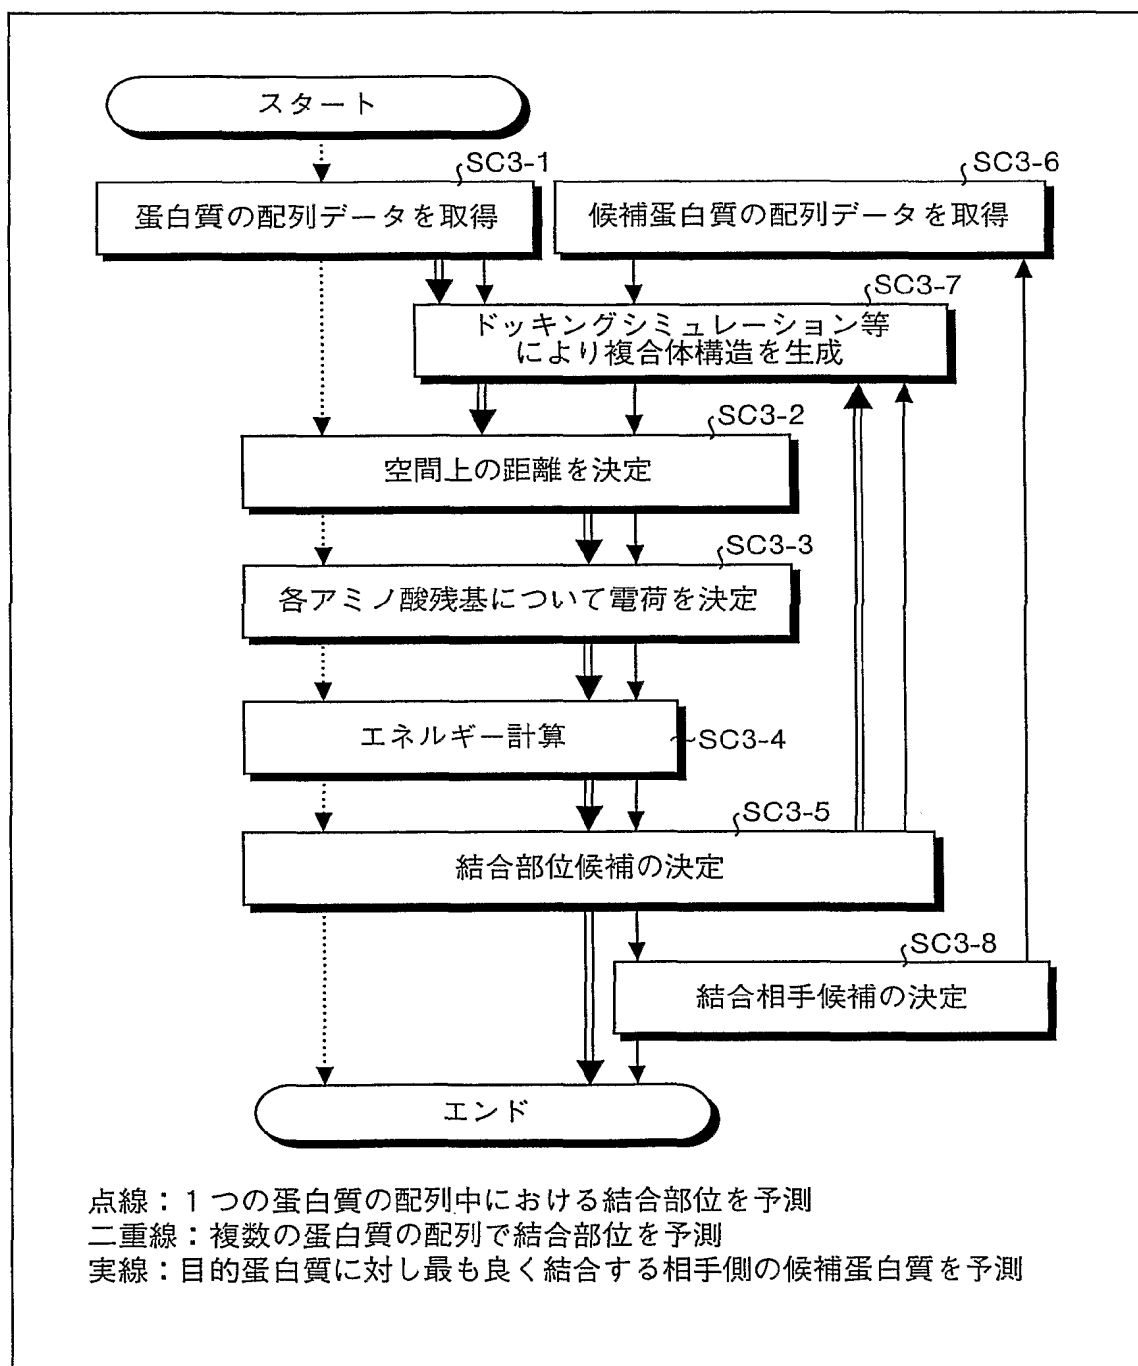 スタート
SC3-1
蛋白質の配列データを取得
SC3-6
候補蛋白質の配列データを取得
SC3-7
ドッキングシミュレーション等
により複合体構造を生成
SC3-2
空間上の距離を決定
SC3-3
各アミノ酸残基について電荷を決定
エネルギー計算
SC3-4
SC3-5
結合部位候補の決定
SC3-8
結合相手候補の決定
エンド
点線：１つの蛋白質の配列中における結合部位を予測
二重線：複数の蛋白質の配列で結合部位を予測
実線：目的蛋白質に対し最も良く結合する相手側の候補蛋白質を予測